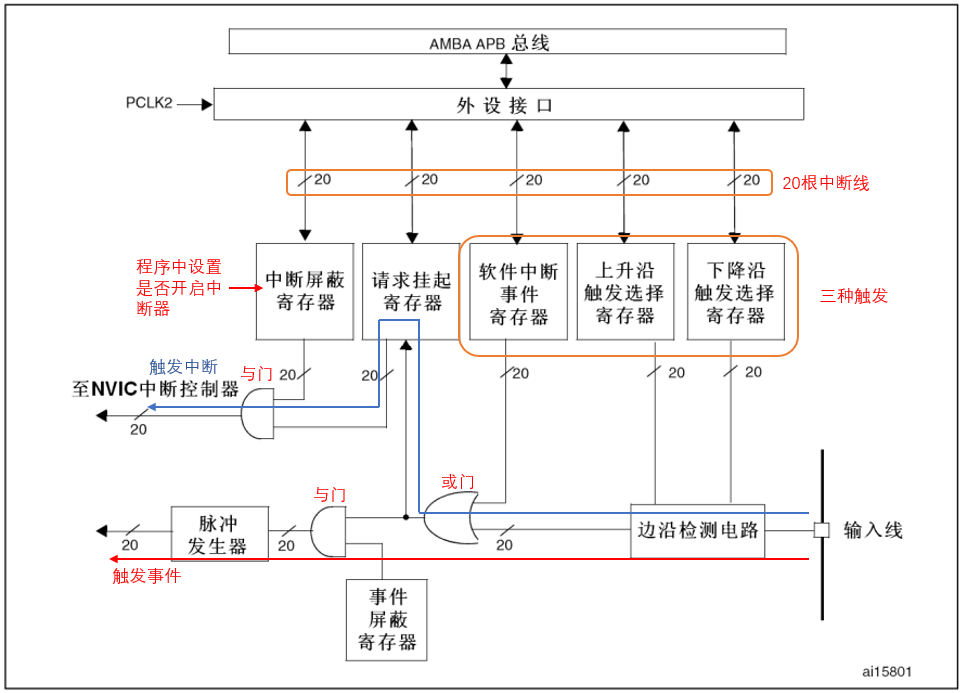 AMBA APB 总线
PCLK2
外设接口
20
20
20
20
20
20根中断线
程序中设置
是否开启中
断器
中断屏蔽
寄存器
请求挂起
寄存器
软件中断
事件
寄存器
上升沿
触发选择
寄存器
下降沿
触发选择
寄存器
三种触发
触发中断
至NVIC中断控制器
与门
20
20
20
20
20
20
与门
或门
脉冲
发生器
20
20
20
边沿检测电路
输入线
触发事件
事件
屏蔽
寄存器
ai15801